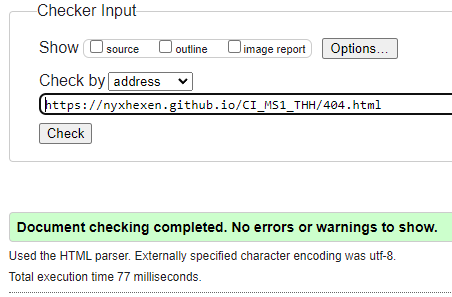 Checker Input
Show source outline image report Options...
Check by address
https://nyxhexen.github.io/CI_MS1_THH/404.html
Check
Document checking completed. No errors or warnings to show.
Used the HTML parser. Externally specified character encoding was utf-8.
Total execution time 77 milliseconds.